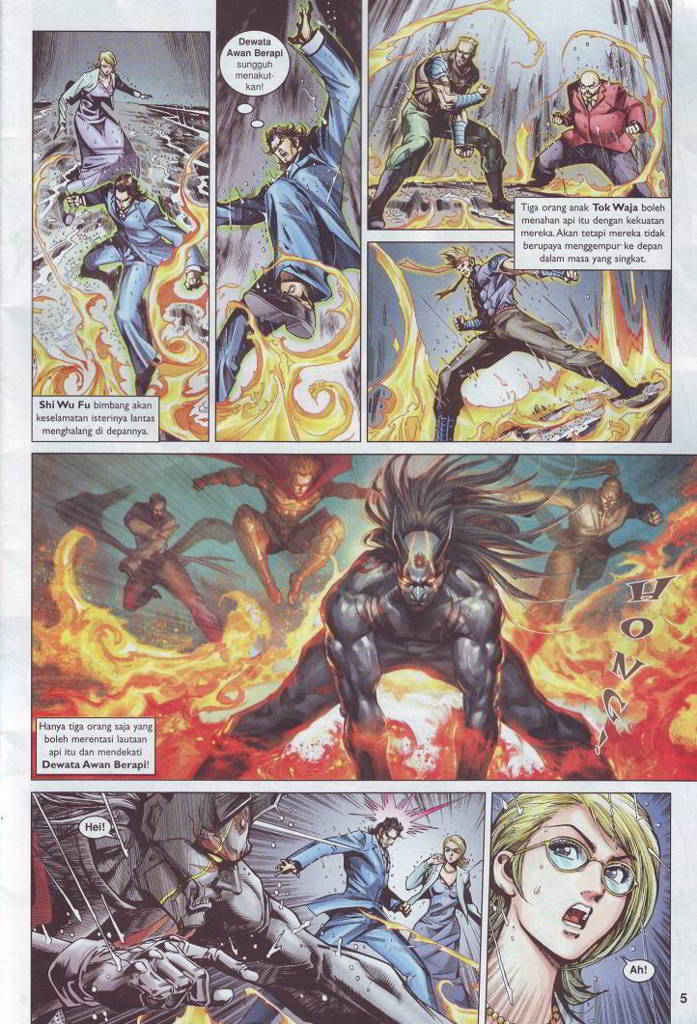 Shi Wu Fu bimbang akan
keselamatan isterinya lantas
menghalang di depannya.
Dewata
Awan Berapi
sungguh
menakut-
kan!
Tiga orang anak Tok Waja boleh
menahan api itu dengan kekuatan
mereka. Akan tetapi mereka tidak
berupaya menggempur ke depan
dalam masa yang singkat.
HONG!
Hanya tiga orang saja yang
boleh merentasi lautaan
api itu dan mendekati
Dewata Awan Berapi!
Hei!
Ah!
5